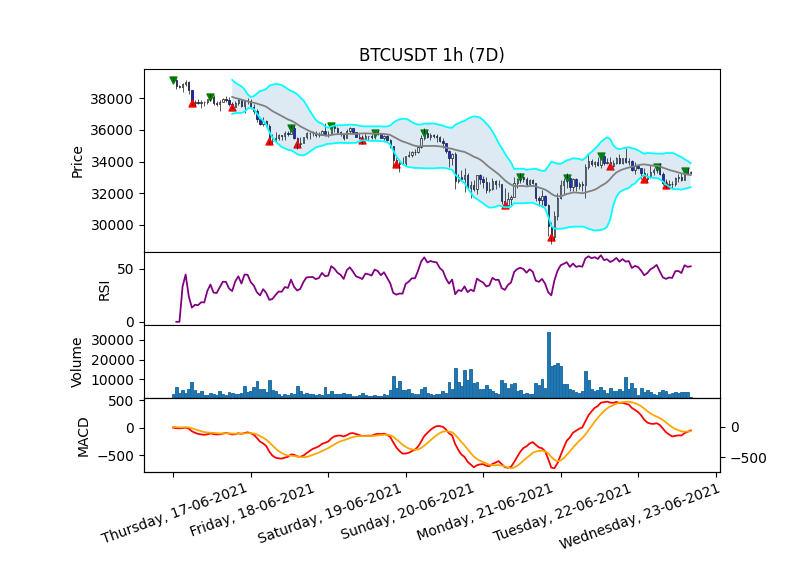 BTCUSDT 1h (7D)
38000
36000
34000
32000
30000
Price
50
0
RSI
30000
20000
10000
Volume
500
0
−500
MACD
0
−500
Thursday, 17-06-2021
Friday, 18-06-2021
Saturday, 19-06-2021
Sunday, 20-06-2021
Monday, 21-06-2021
Tuesday, 22-06-2021
Wednesday, 23-06-2021